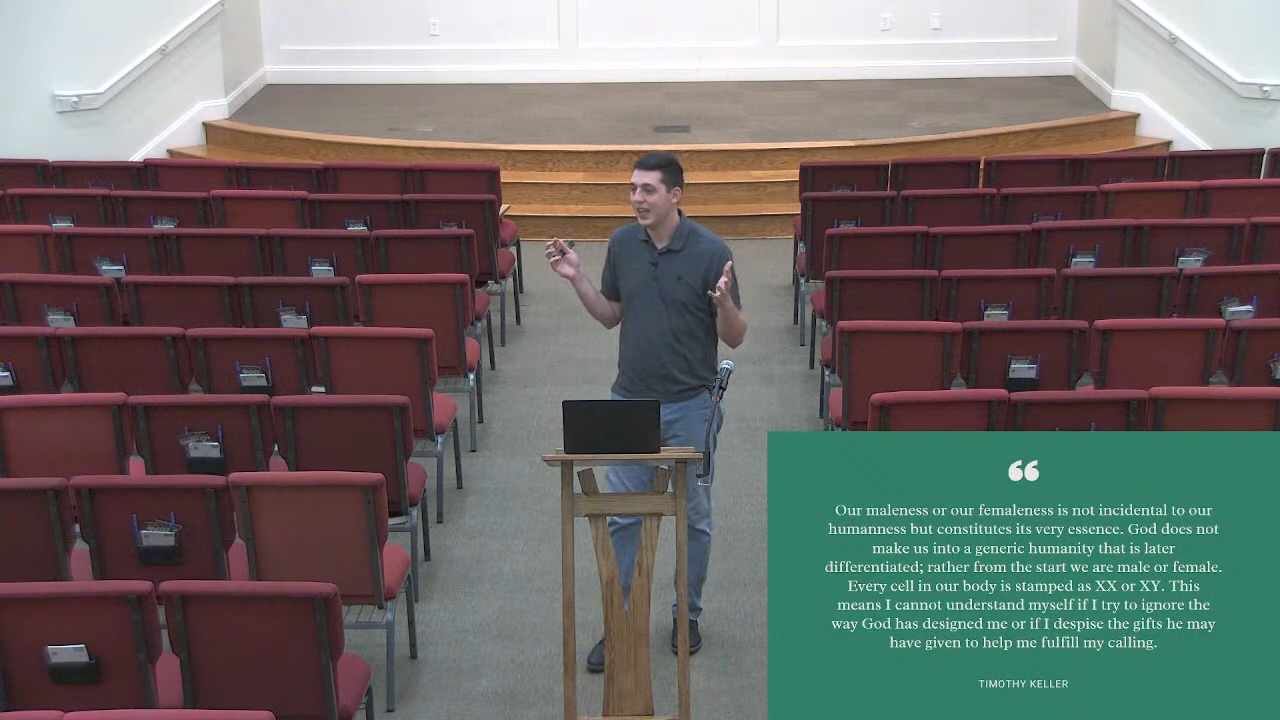 Our maleness or our femaleness is not incidental to our
humanness but constitutes its very essence. God does not
make us into a generic humanity that is later
differentiated; rather from the start we are male or female.
Every cell in our body is stamped as XX or XY. This
means I cannot understand myself if I try to ignore the
way God has designed me or if I despise the gifts he may
have given to help me fulfill my calling.
TIMOTHY KELLER